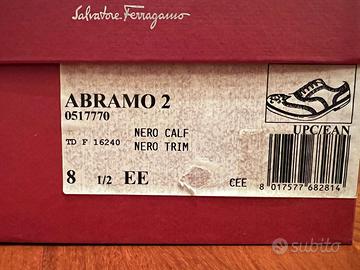 Salvatore Ferragamo
ABRAMO 2
0517770
NERO CALF
TD F 16240 NERO TRIM
8 1/2 EE CEE
UPC/EAN
8 017577 682814
subito